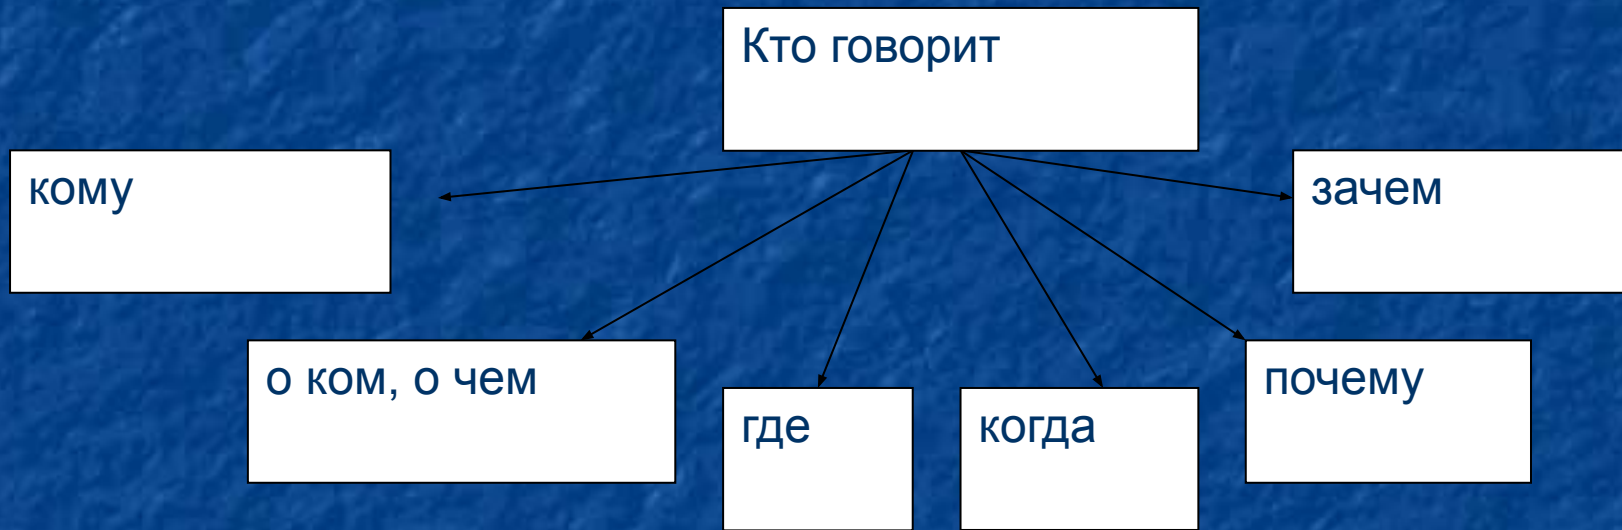 Кто говорит
кому
зачем
о ком, о чем
почему
где
когда